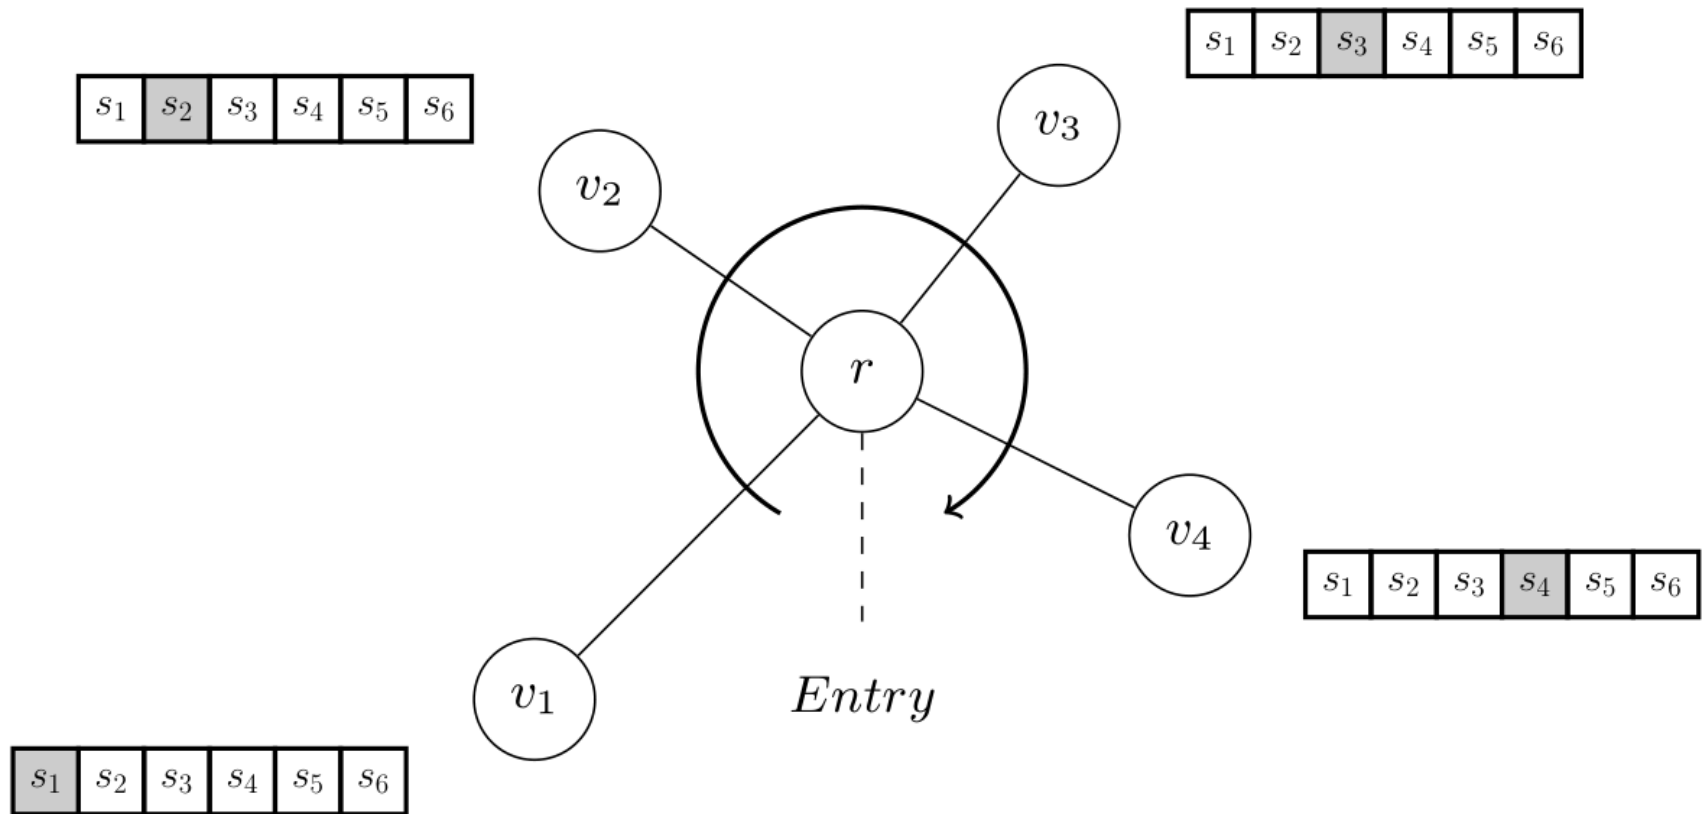 s₁ s₂ s₃ s₄ s₅ s₆
s₁ s₂ s₃ s₄ s₅ s₆
v₃
v₂
r
v₄
s₁ s₂ s₃ s₄ s₅ s₆
v₁
Entry
s₁ s₂ s₃ s₄ s₅ s₆